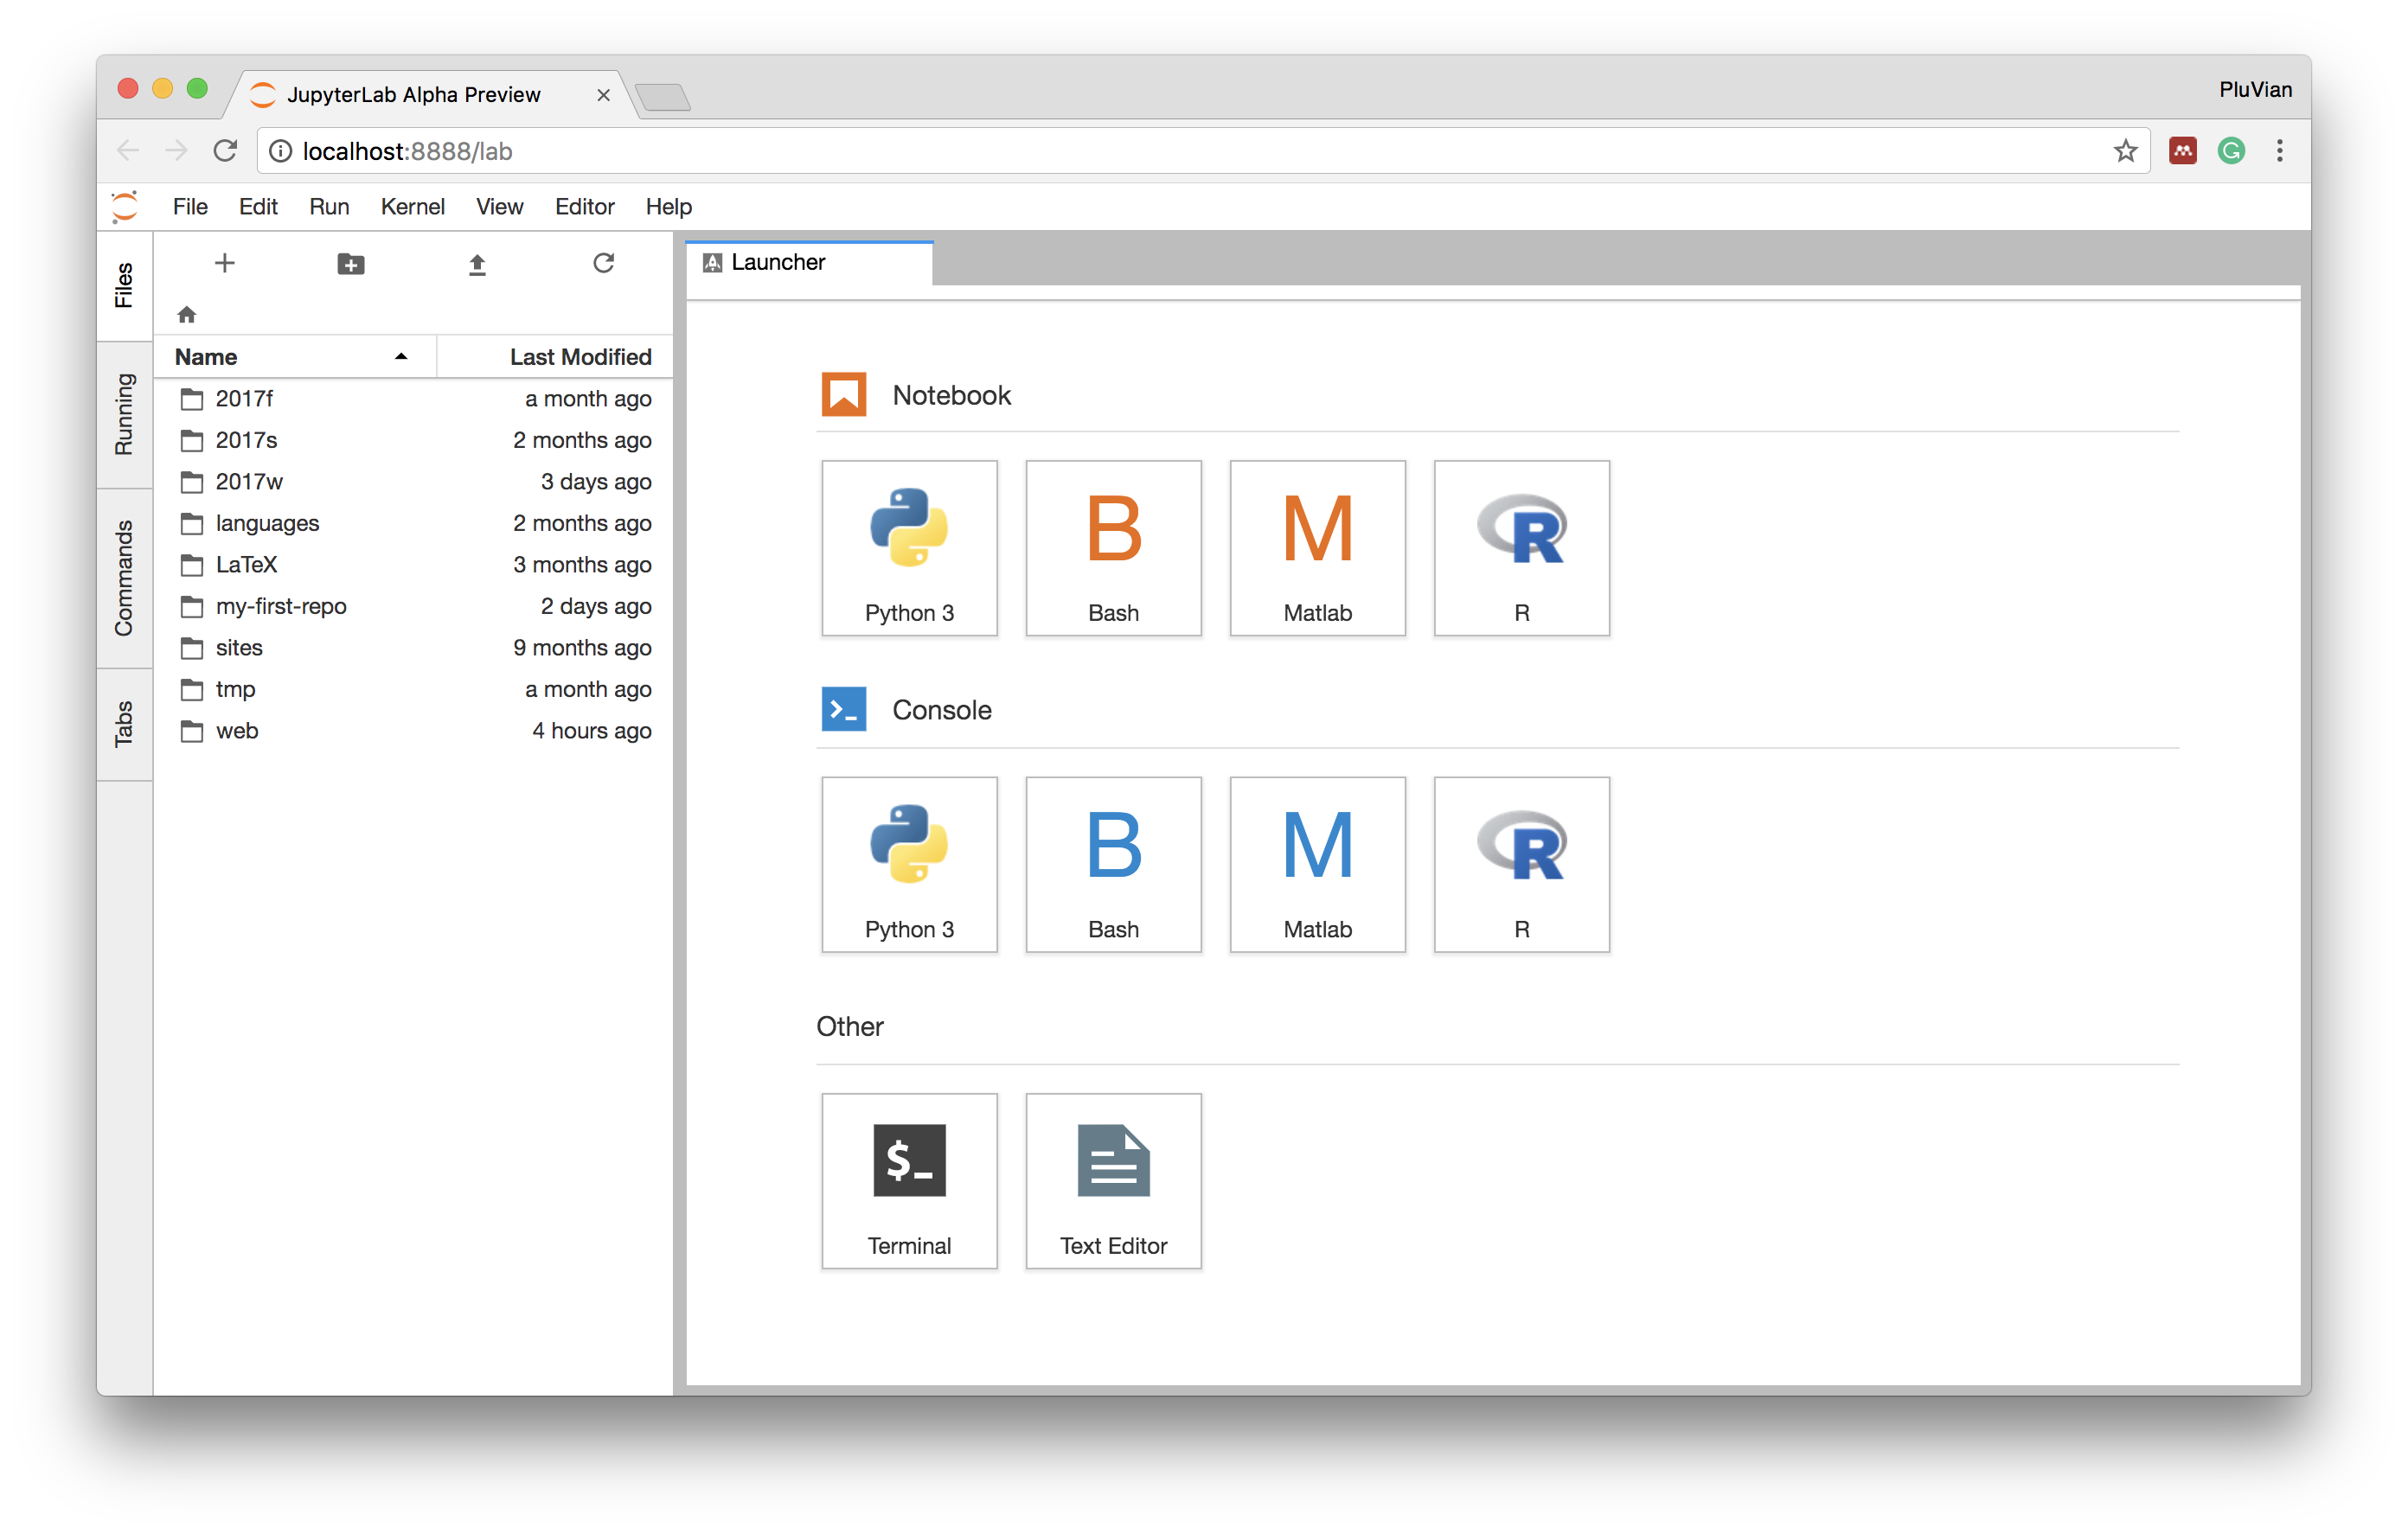 JupyterLab Alpha Preview
PluVian
localhost:8888/lab
File Edit Run Kernel View Editor Help
Files
Running
Commands
Tabs
Name Last Modified
2017f a month ago
2017s 2 months ago
2017w 3 days ago
languages 2 months ago
LaTeX 3 months ago
my-first-repo 2 days ago
sites 9 months ago
tmp a month ago
web 4 hours ago
Launcher
Notebook
B M R
Python 3 Bash Matlab R
>_ Console
B M R
Python 3 Bash Matlab R
Other
$_
Terminal Text Editor